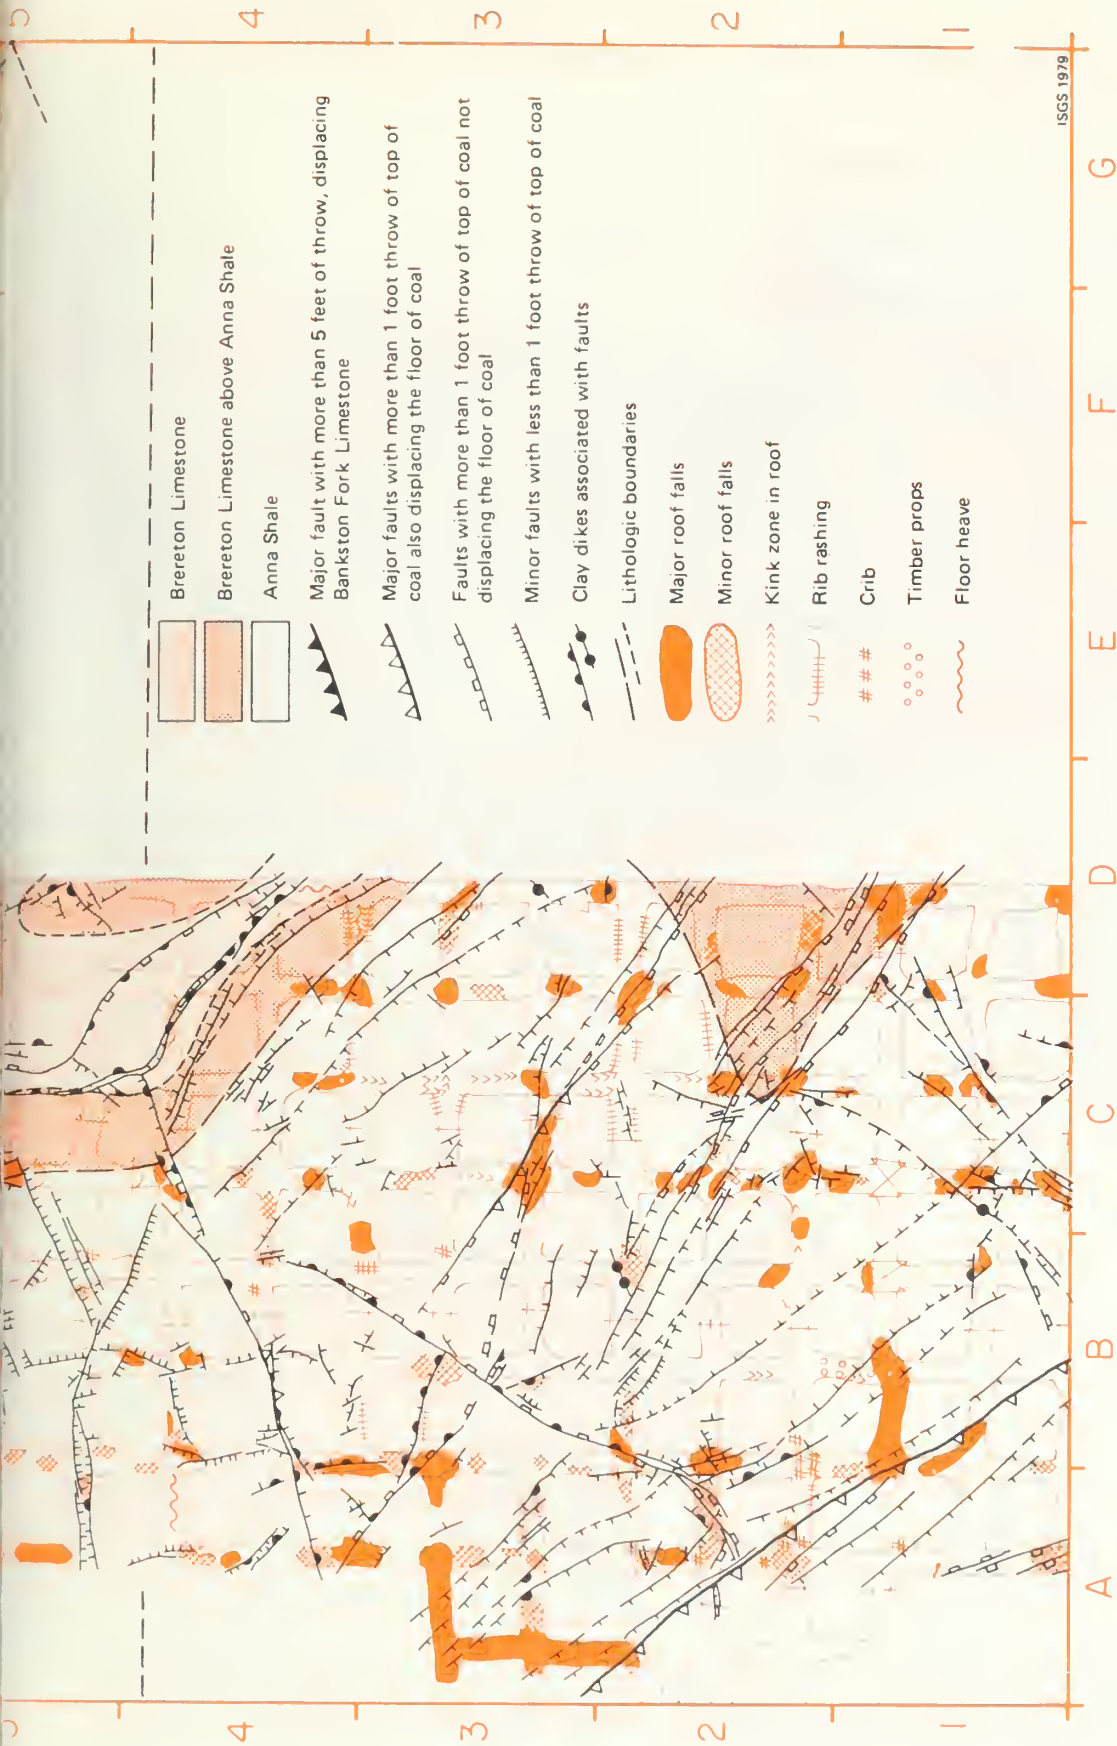 5
4
3
2
1
Brereton Limestone
Brereton Limestone above Anna Shale
Anna Shale
Major fault with more than 5 feet of throw, displacing
Bankston Fork Limestone
Major faults with more than 1 foot throw of top of
coal also displacing the floor of coal
Faults with more than 1 foot throw of top of coal not
displacing the floor of coal
Minor faults with less than 1 foot throw of top of coal
Clay dikes associated with faults
Lithologic boundaries
Major roof falls
Minor roof falls
Kink zone in roof
Rib rashing
Crib
Timber props
Floor heave
ISGS 1979
4
3
2
1
A
B
C
D
E
F
G